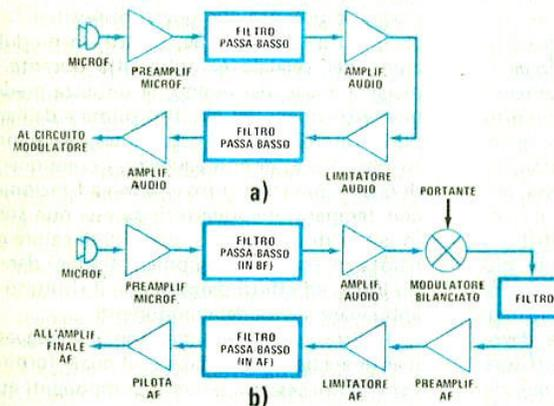 MICROF.
PREAMPLIF.
MICROF.
FILTRO
PASSA BASSO
AMPLIF.
AUDIO
AL CIRCUITO
MODULATORE
AMPLIF.
AUDIO
FILTRO
PASSA BASSO
LIMITATORE
AUDIO
a)
PORTANTE
MICROF.
PREAMPLIF.
MICROF.
FILTRO
PASSA BASSO
(IN BF)
AMPLIF.
AUDIO
MODULATORE
BILANCIATO
FILTRO
ALL'AMPLIF.
FINALE
AF
PILOTA
AF
FILTRO
PASSA BASSO
(IN AF)
LIMITATORE
AF
PREAMPLIF.
AF
b)